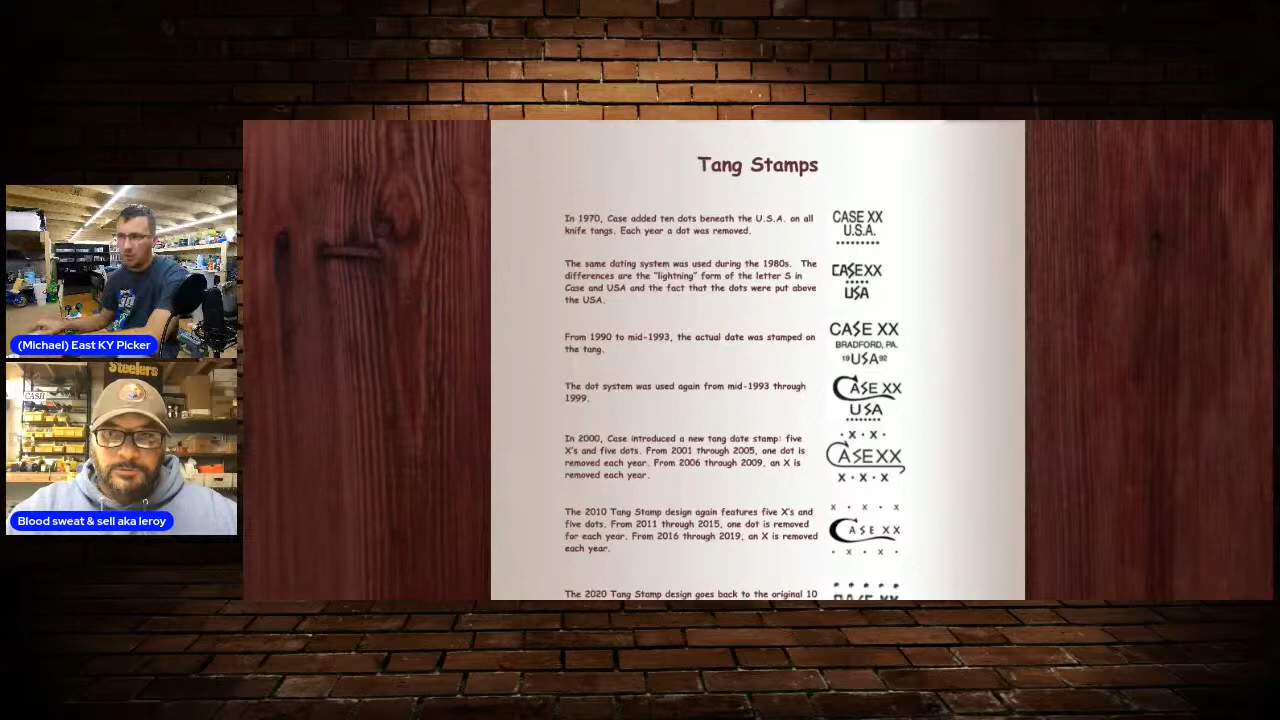 Tang Stamps
In 1970, Case added ten dots beneath the U.S.A. on all
knife tangs. Each year a dot was removed.
CASE XX
U.S.A.
The same dating system was used during the 1980s. The
differences are the "lightning" form of the letter S in
Case and USA and the fact that the dots were put above
the USA.
CASEXX
USA
From 1990 to mid-1993, the actual date was stamped on
the tang.
CASE XX
BRADFORD, PA.
19USA92
The dot system was used again from mid-1993 through
1999.
CASE XX
USA
In 2000, Case introduced a new tang date stamp: five
X's and five dots. From 2001 through 2005, one dot is
removed each year. From 2006 through 2009, an X is
removed each year.
· X · X ·
CASEXX
X · X · X
The 2010 Tang Stamp design again features five X's and
five dots. From 2011 through 2015, one dot is removed
for each year. From 2016 through 2019, an X is removed
each year.
X · X · X
CASE XX
· X · X ·
The 2020 Tang Stamp design goes back to the original 10
(Michael) East KY Picker
Steelers
CASH
Blood sweat & sell aka leroy